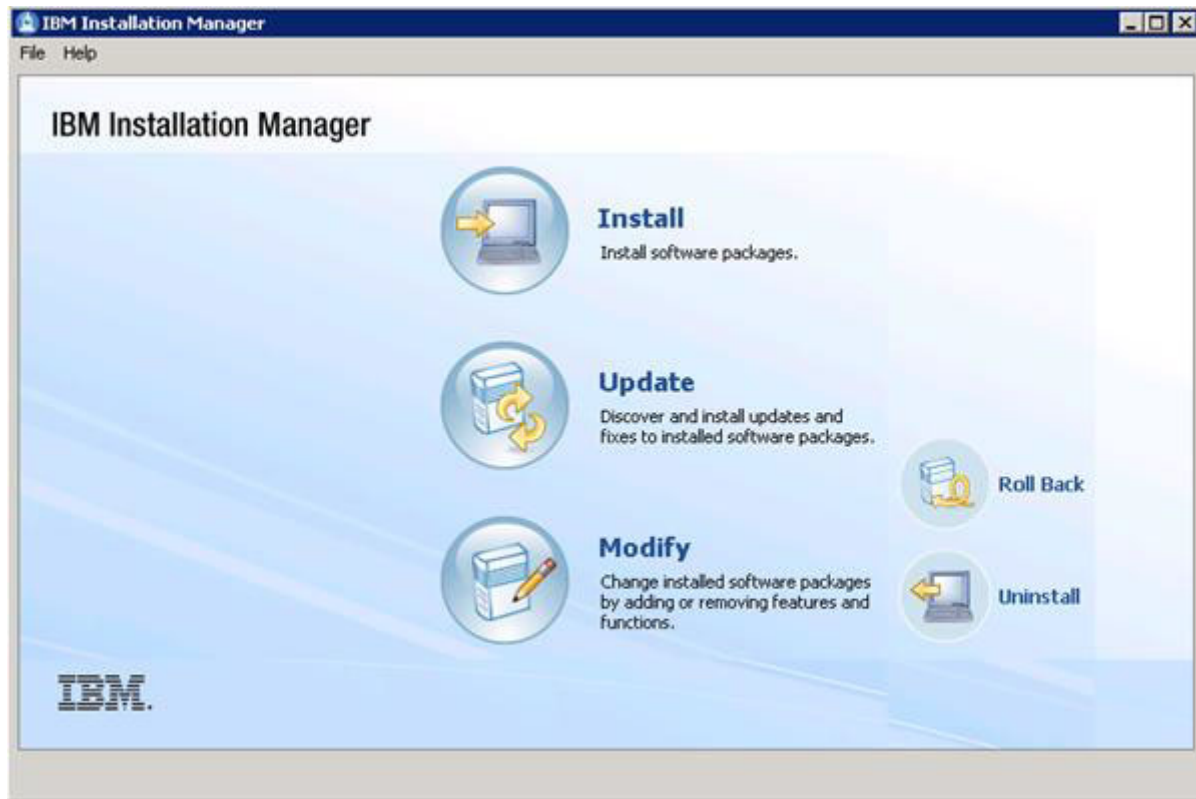 IBM Installation Manager
File Help
IBM Installation Manager
Install
Install software packages.
Update
Discover and install updates and
fixes to installed software packages.
Roll Back
Modify
Change installed software packages
by adding or removing features and
functions.
Uninstall
IBM.